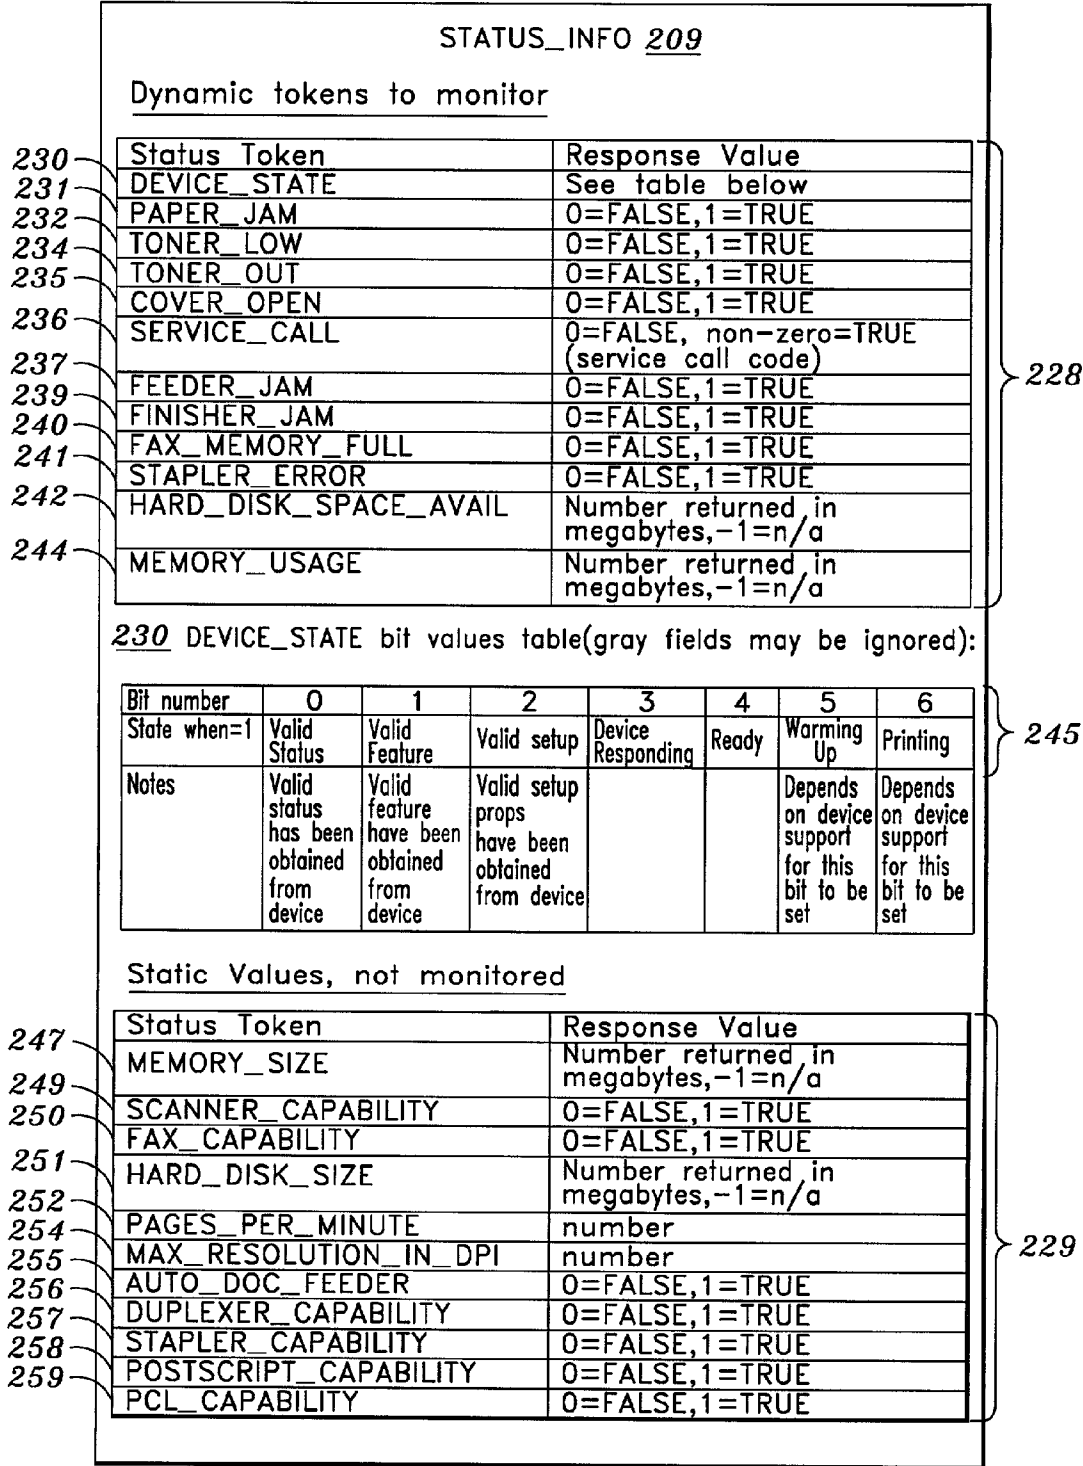 STATUS_INFO 209
Dynamic tokens to monitor
Status Token Response Value
230 DEVICE_STATE See table below
231 PAPER_JAM 0=FALSE,1=TRUE
232 TONER_LOW 0=FALSE,1=TRUE
234 TONER_OUT 0=FALSE,1=TRUE
235 COVER_OPEN 0=FALSE,1=TRUE
236 SERVICE_CALL 0=FALSE, non-zero=TRUE
(service call code)
237 FEEDER_JAM 0=FALSE,1=TRUE
239 FINISHER_JAM 0=FALSE,1=TRUE
240 FAX_MEMORY_FULL 0=FALSE,1=TRUE
241 STAPLER_ERROR 0=FALSE,1=TRUE
242 HARD_DISK_SPACE_AVAIL Number returned in
megabytes,-1=n/a
244 MEMORY_USAGE Number returned in
megabytes,-1=n/a
228
230 DEVICE_STATE bit values table(gray fields may be ignored):
Bit number 0 1 2 3 4 5 6
State when=1
Valid
Status
Valid
Feature
Valid setup
Device
Responding
Ready
Warming
Up
Printing
245
Notes
Valid
status
has been
obtained
from
device
Valid
feature
have been
obtained
from
device
Valid setup
props
have been
obtained
from device
Depends
on device
support
for this
bit to be
set
Depends
on device
support
for this
bit to be
set
Static Values, not monitored
Status Token Response Value
247 MEMORY_SIZE Number returned in
megabytes,-1=n/a
249 SCANNER_CAPABILITY 0=FALSE,1=TRUE
250 FAX_CAPABILITY 0=FALSE,1=TRUE
251 HARD_DISK_SIZE Number returned in
megabytes,-1=n/a
252 PAGES_PER_MINUTE number
254 MAX_RESOLUTION_IN_DPI number
255 AUTO_DOC_FEEDER 0=FALSE,1=TRUE
256 DUPLEXER_CAPABILITY 0=FALSE,1=TRUE
257 STAPLER_CAPABILITY 0=FALSE,1=TRUE
258 POSTSCRIPT_CAPABILITY 0=FALSE,1=TRUE
259 PCL_CAPABILITY 0=FALSE,1=TRUE
229